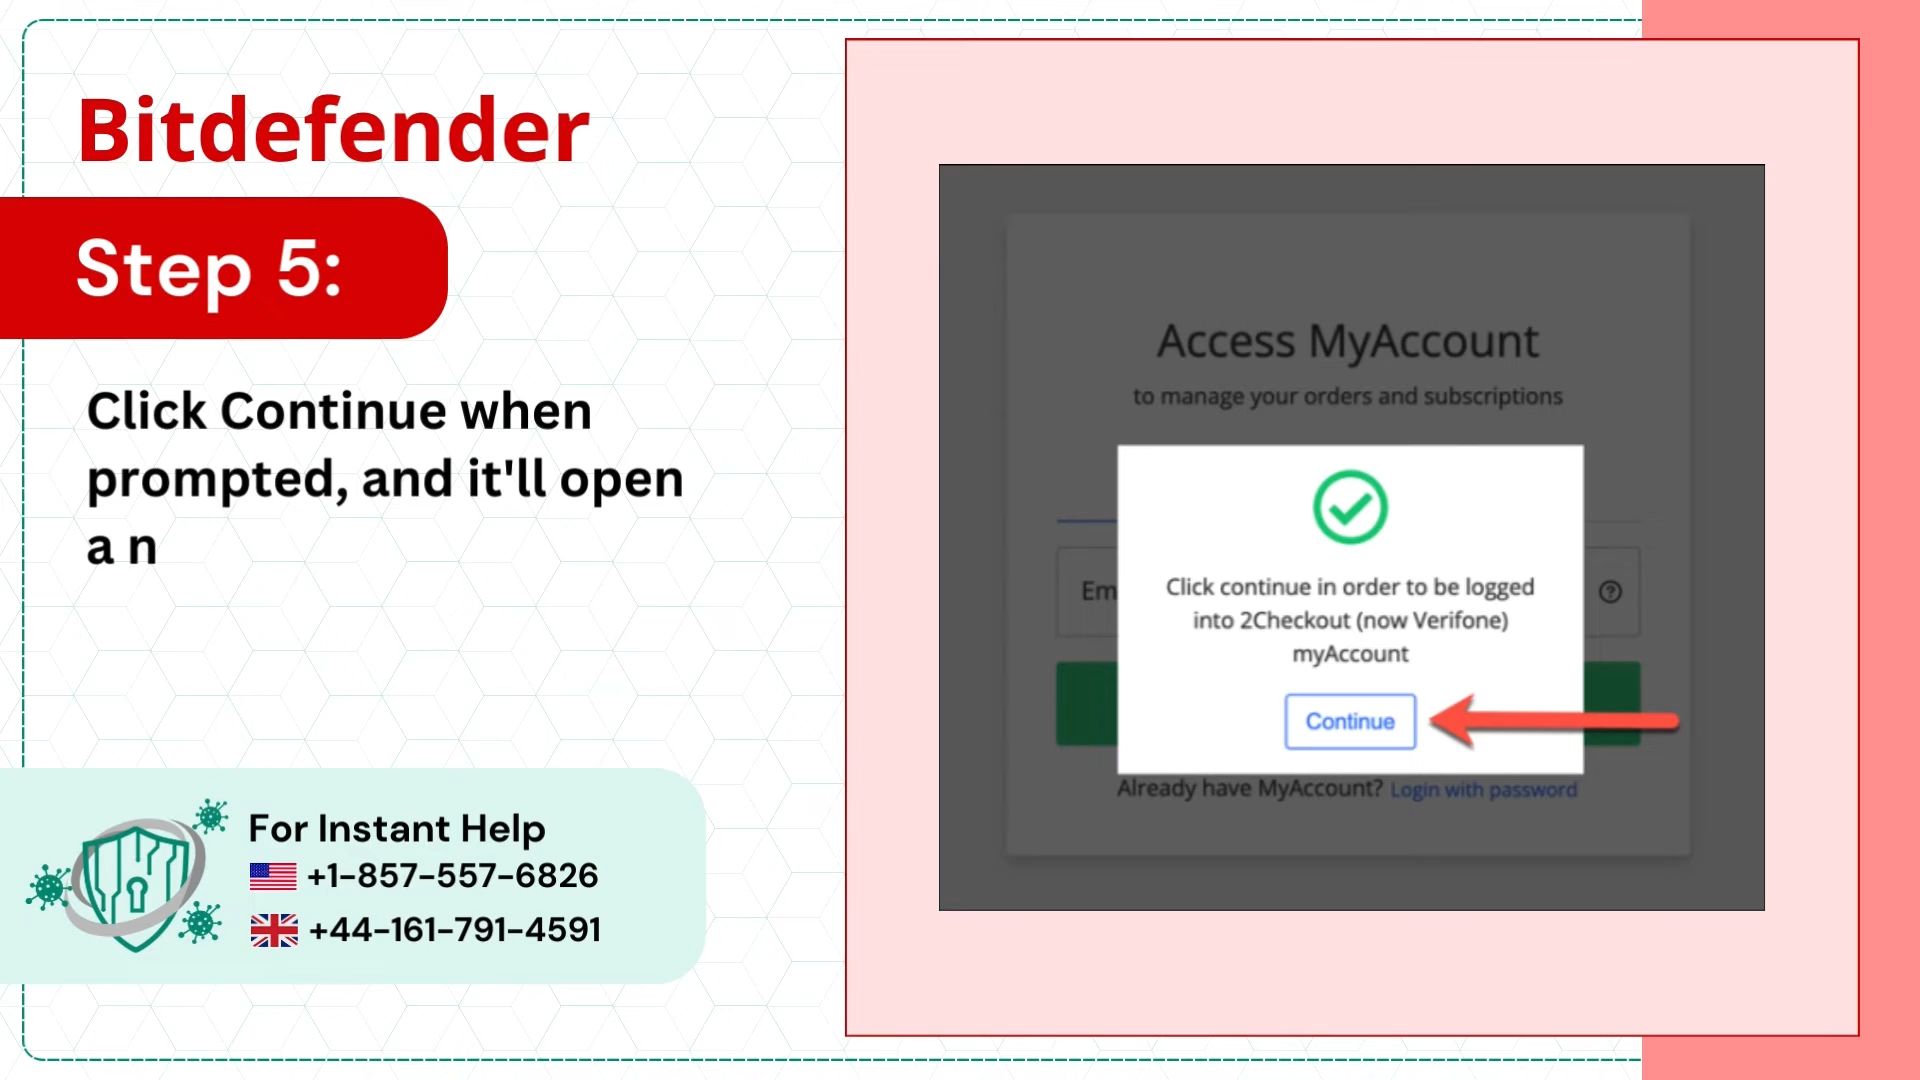 Bitdefender
Step 5:
Click Continue when
prompted, and it'll open
a n
For Instant Help
+1-857-557-6826
+44-161-791-4591
Access MyAccount
to manage your orders and subscriptions
Em
Click continue in order to be logged
into 2Checkout (now Verifone)
myAccount
Continue
Already have MyAccount? Login with password